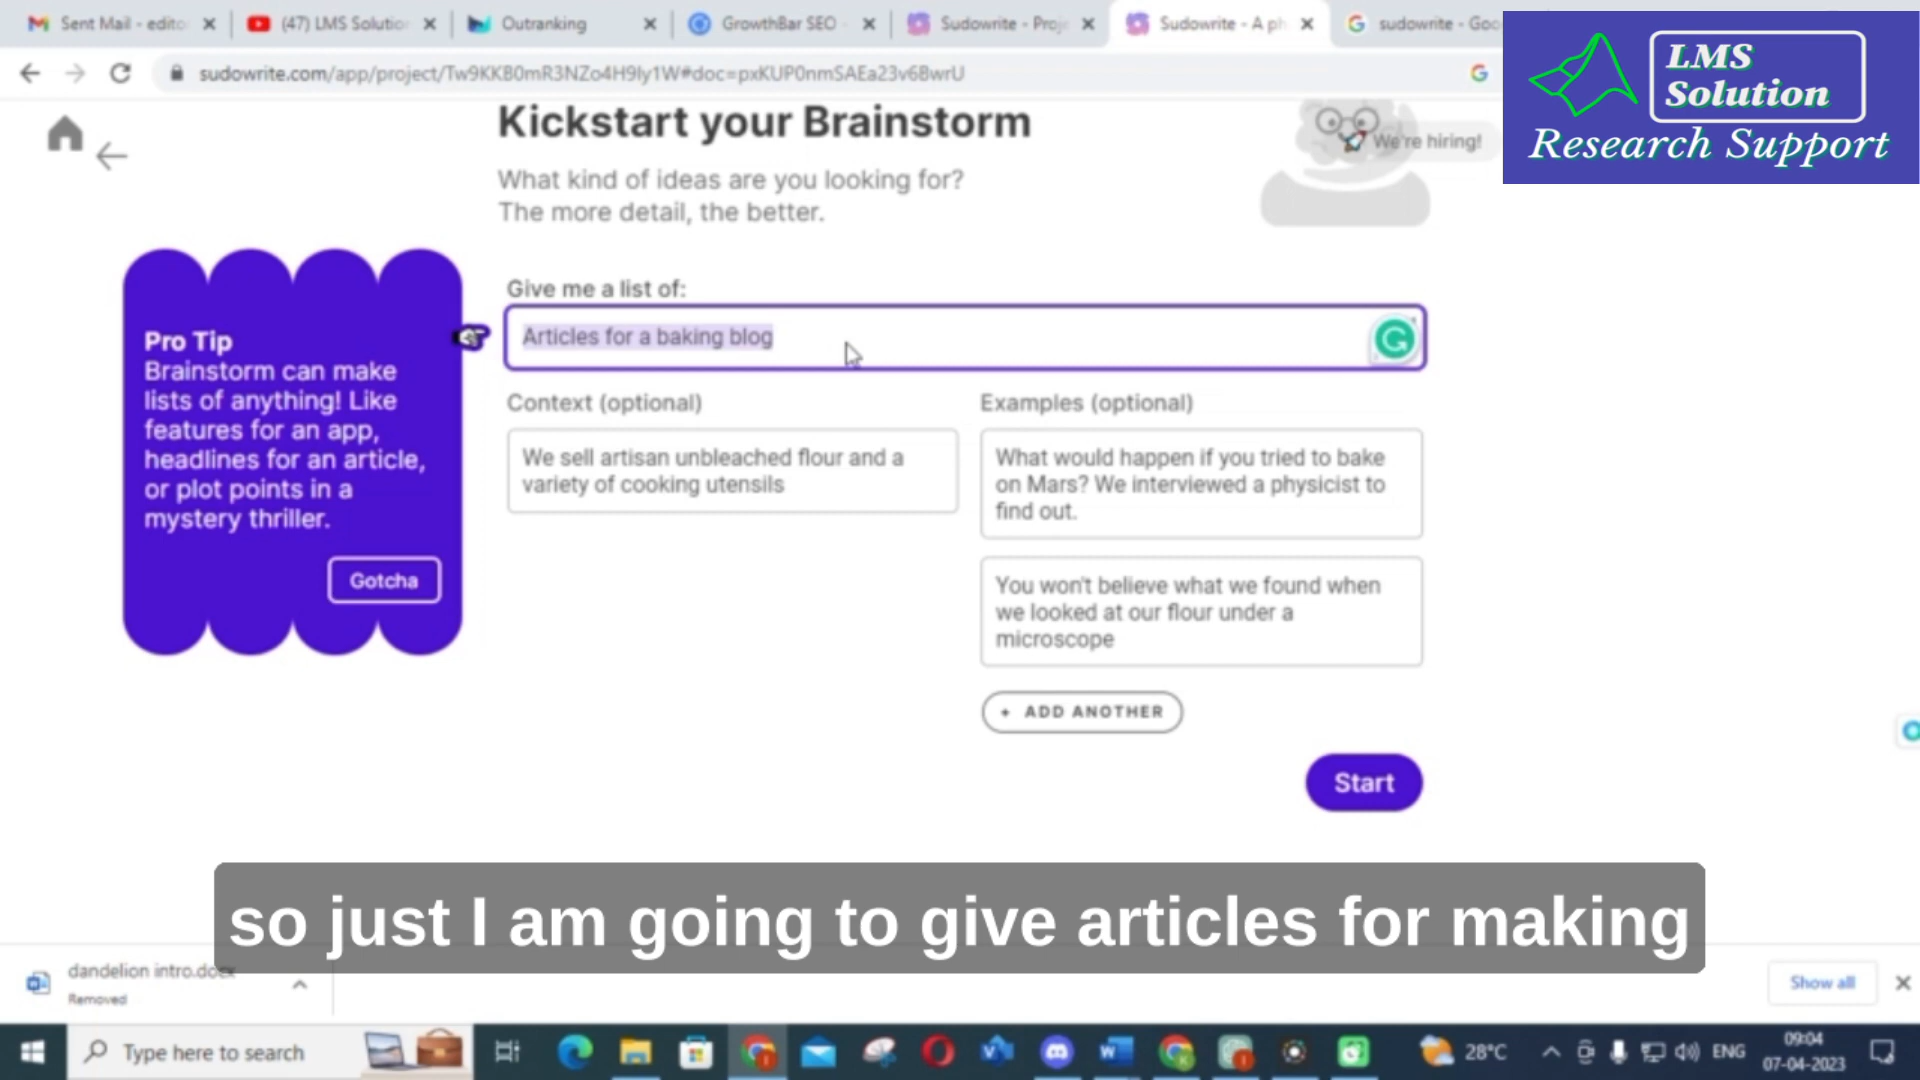 Sent Mail - edito
(47) LMS Solution
Outranking
GrowthBar SEO -
Sudowrite - Proje
Sudowrite - A ph
sudowrite - Goo
LMS
Solution
Research Support
sudowrite.com/app/project/Tw9KKB0mR3NZo4H9Iy1W#doc=pxKUP0nmSAEa23v6BwrU
Kickstart your Brainstorm
We're hiring!
What kind of ideas are you looking for?
The more detail, the better.
Give me a list of:
Articles for a baking blog
Pro Tip
Brainstorm can make
lists of anything! Like
features for an app,
headlines for an article,
or plot points in a
mystery thriller.
Gotcha
Context (optional)
We sell artisan unbleached flour and a
variety of cooking utensils
Examples (optional)
What would happen if you tried to bake
on Mars? We interviewed a physicist to
find out.
You won't believe what we found when
we looked at our flour under a
microscope
+ ADD ANOTHER
Start
so just I am going to give articles for making
dandelion intro.docx
Removed
Show all
Type here to search
28°C
ENG
09:04
07-04-2023